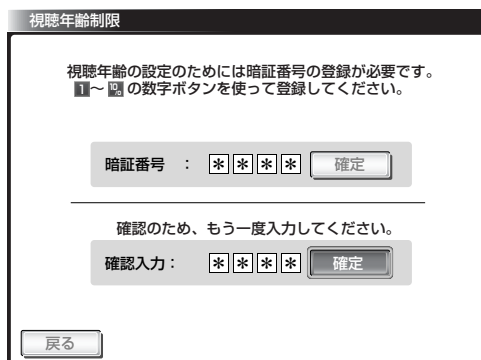 視聴年齢制限
視聴年齢の設定のためには暗証番号の登録が必要です。
1～10/0 の数字ボタンを使って登録してください。
暗証番号 ： ＊＊＊＊ 確定
確認のため、もう一度入力してください。
確認入力： ＊＊＊＊ 確定
戻る